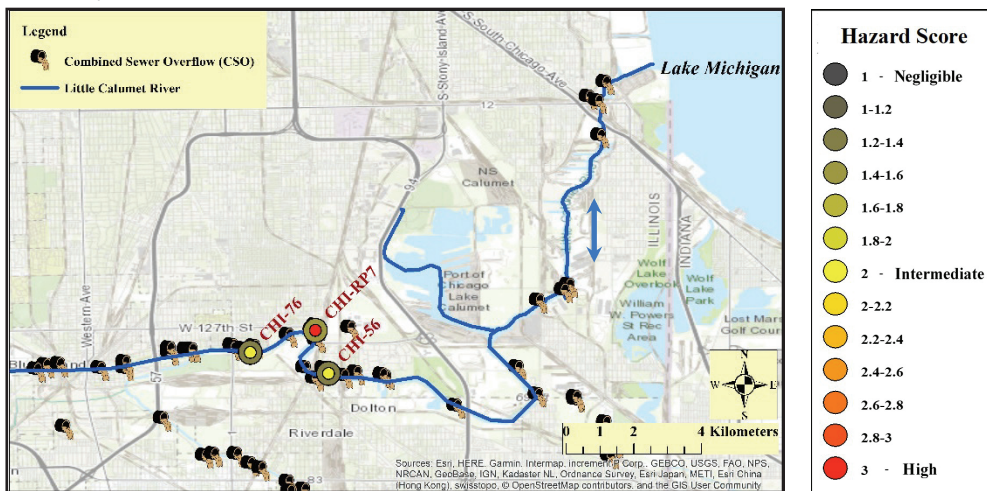 Legend
Combined Sewer Overflow (CSO)
Little Calumet River
S-Stony-Island-Ave
S South Chicago Ave
Lake Michigan
12
94
NS
Calumet
Port of
Chicago
Lake
Calumet
ILLINOIS
INDIANA
Wolf
Lake
Overlook
Wolf
Lake
Park
William
W. Powers
St Rec
Area
Lost Mars
Golf Cour
Western-Ave
W-127th St
CHI-76
CHI-RP7
CHI-56
57
Dolton
Riverdale
83
N
W
E
S
0 1 2 4 Kilometers
Sources: Esri, HERE, Garmin, Intermap, increment P Corp., GEBCO, USGS, FAO, NPS,
NRCAN, GeoBase, IGN, Kadaster NL, Ordnance Survey, Esri Japan, METI, Esri China
(Hong Kong), swisstopo, © OpenStreetMap contributors, and the GIS User Community
Hazard Score
1 - Negligible
1-1.2
1.2-1.4
1.4-1.6
1.6-1.8
1.8-2
2 - Intermediate
2-2.2
2.2-2.4
2.4-2.6
2.6-2.8
2.8-3
3 - High